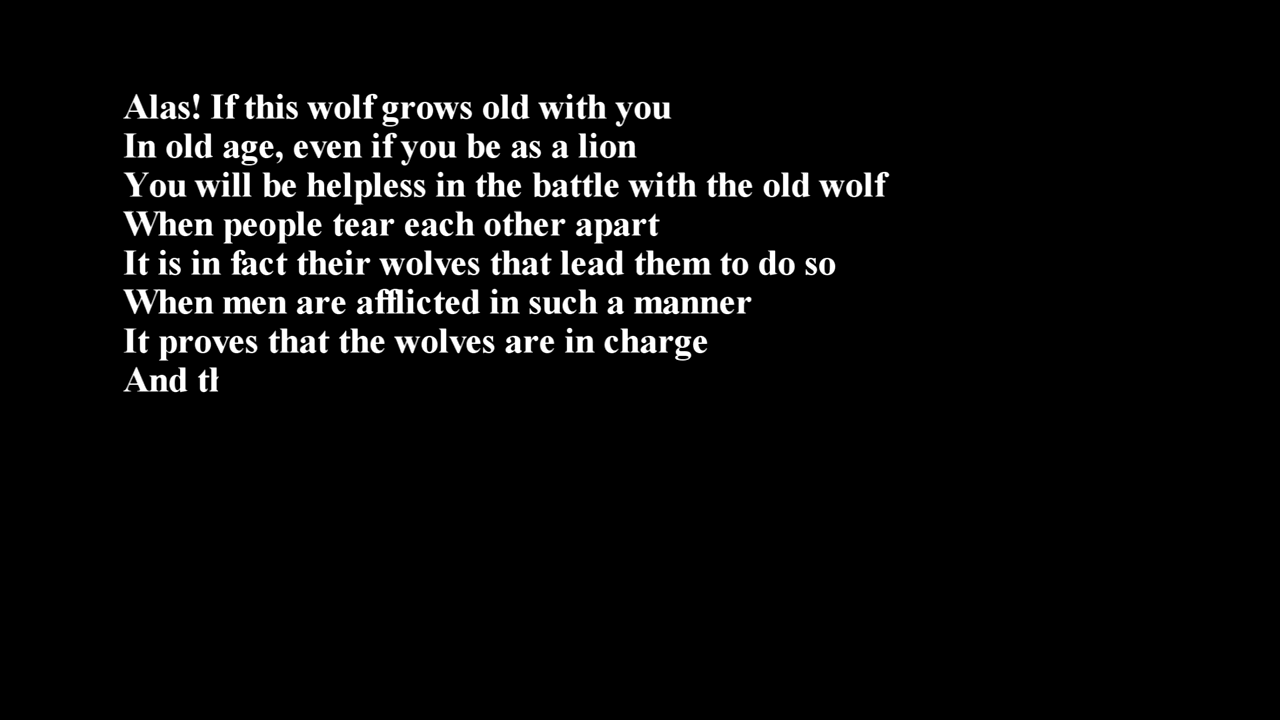 Alas! If this wolf grows old with you
In old age, even if you be as a lion
You will be helpless in the battle with the old wolf
When people tear each other apart
It is in fact their wolves that lead them to do so
When men are afflicted in such a manner
It proves that the wolves are in charge
And